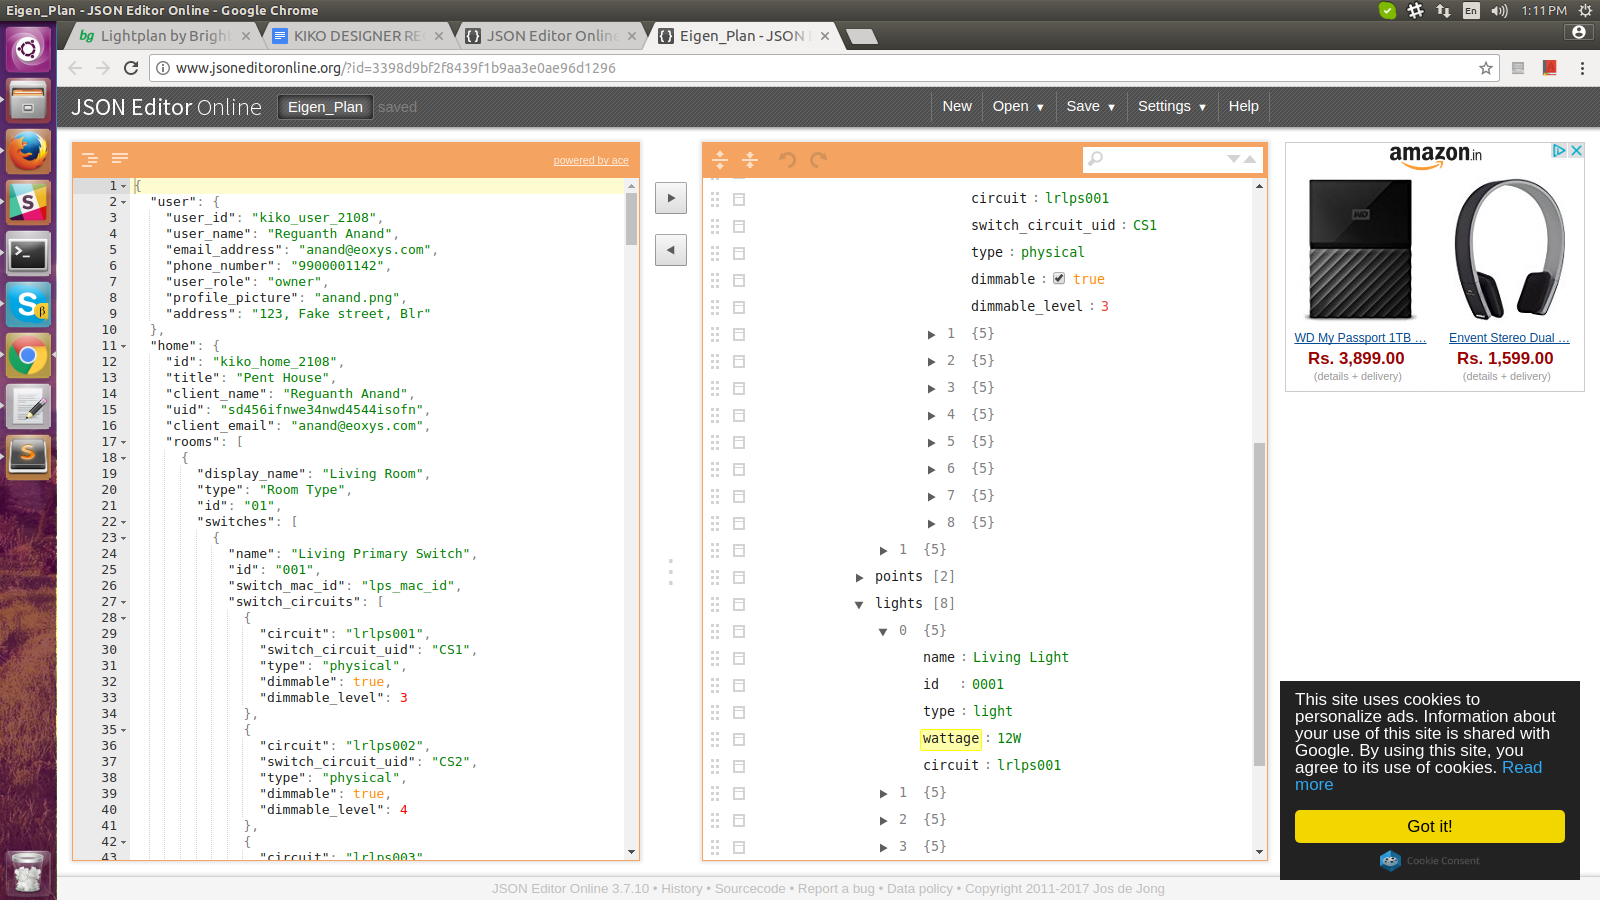 Eigen_Plan - JSON Editor Online - Google Chrome
En
1:11 PM
bg Lightplan by Bright
KIKO DESIGNER RE
JSON Editor Online
Eigen_Plan - JSON
www.jsoneditoronline.org/?id=3398d9bf2f8439f1b9aa3e0ae96d1296
JSON Editor Online
Eigen_Plan
saved
New
Open ▼
Save ▼
Settings ▼
Help
powered by ace
1 {
2 "user": {
3 "user_id": "kiko_user_2108",
4 "user_name": "Reguanth Anand",
5 "email_address": "anand@eoxys.com",
6 "phone_number": "9900001142",
7 "user_role": "owner",
8 "profile_picture": "anand.png",
9 "address": "123, Fake street, Blr"
10 },
11 "home": {
12 "id": "kiko_home_2108",
13 "title": "Pent House",
14 "client_name": "Reguanth Anand",
15 "uid": "sd456ifnwe34nwd4544isofn",
16 "client_email": "anand@eoxys.com",
17 "rooms": [
18 {
19 "display_name": "Living Room",
20 "type": "Room Type",
21 "id": "01",
22 "switches": [
23 {
24 "name": "Living Primary Switch",
25 "id": "001",
26 "switch_mac_id": "lps_mac_id",
27 "switch_circuits": [
28 {
29 "circuit": "lrlps001",
30 "switch_circuit_uid": "CS1",
31 "type": "physical",
32 "dimmable": true,
33 "dimmable_level": 3
34 },
35 {
36 "circuit": "lrlps002",
37 "switch_circuit_uid": "CS2",
38 "type": "physical",
39 "dimmable": true,
40 "dimmable_level": 4
41 },
42 {
43 "circuit": "lrlps003"
circuit : lrlps001
switch_circuit_uid : CS1
type : physical
dimmable : true
dimmable_level : 3
1 {5}
2 {5}
3 {5}
4 {5}
5 {5}
6 {5}
7 {5}
8 {5}
1 {5}
points [2]
lights [8]
0 {5}
name : Living Light
id : 0001
type : light
wattage : 12W
circuit : lrlps001
1 {5}
2 {5}
3 {5}
amazon.in
WD
WD My Passport 1TB ...
Rs. 3,899.00
(details + delivery)
Envent Stereo Dual ...
Rs. 1,599.00
(details + delivery)
This site uses cookies to
personalize ads. Information about
your use of this site is shared with
Google. By using this site, you
agree to its use of cookies. Read
more
Got it!
Cookie Consent
JSON Editor Online 3.7.10 • History • Sourcecode • Report a bug • Data policy • Copyright 2011-2017 Jos de Jong